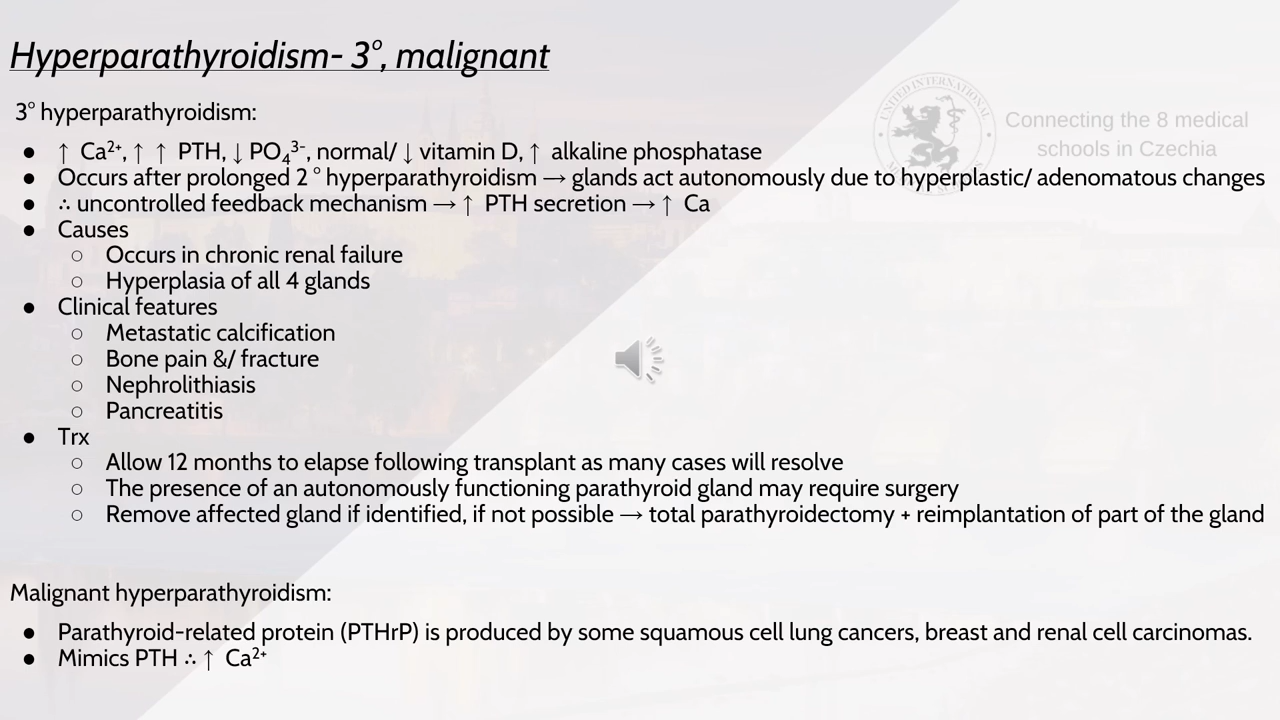 Hyperparathyroidism- 3°, malignant
UNITED INTERNATIONAL
Connecting the 8 medical
schools in Czechia
3° hyperparathyroidism:
● ↑ Ca²⁺, ↑ ↑ PTH, ↓ PO₄³⁻, normal/ ↓ vitamin D, ↑ alkaline phosphatase
● Occurs after prolonged 2 ° hyperparathyroidism → glands act autonomously due to hyperplastic/ adenomatous changes
● ∴ uncontrolled feedback mechanism → ↑ PTH secretion → ↑ Ca
● Causes
○ Occurs in chronic renal failure
○ Hyperplasia of all 4 glands
● Clinical features
○ Metastatic calcification
○ Bone pain &/ fracture
○ Nephrolithiasis
○ Pancreatitis
● Trx
○ Allow 12 months to elapse following transplant as many cases will resolve
○ The presence of an autonomously functioning parathyroid gland may require surgery
○ Remove affected gland if identified, if not possible → total parathyroidectomy + reimplantation of part of the gland
Malignant hyperparathyroidism:
● Parathyroid-related protein (PTHrP) is produced by some squamous cell lung cancers, breast and renal cell carcinomas.
● Mimics PTH ∴ ↑ Ca²⁺